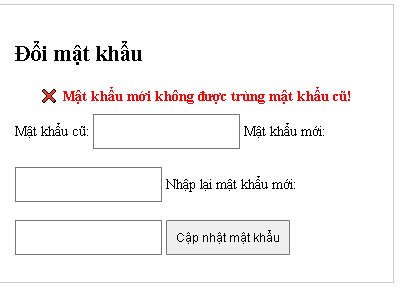 Đổi mật khẩu
Mật khẩu mới không được trùng mật khẩu cũ!
Mật khẩu cũ: Mật khẩu mới:
Nhập lại mật khẩu mới:
Cập nhật mật khẩu